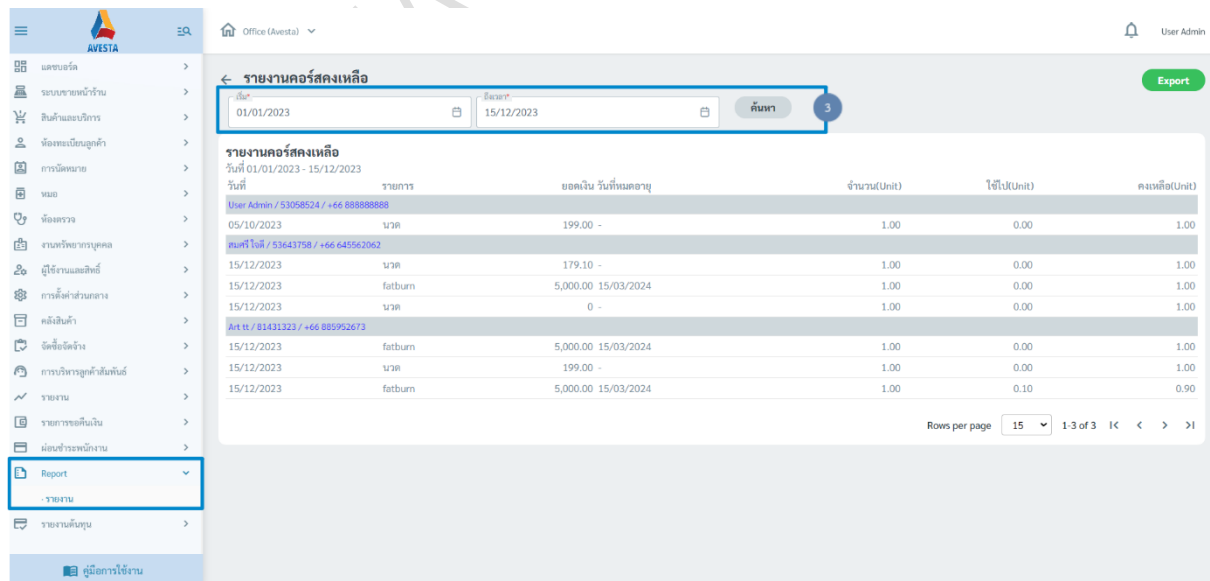 AVESTA
Office (Avesta)
User Admin
แดชบอร์ด
ระบบขายหน้าร้าน
สินค้าและบริการ
ห้องทะเบียนลูกค้า
การนัดหมาย
หมอ
ห้องตรวจ
งานทรัพยากรบุคคล
ผู้ใช้งานและสิทธิ์
การตั้งค่าส่วนกลาง
คลังสินค้า
จัดซื้อจัดจ้าง
การบริหารลูกค้าสัมพันธ์
รายงาน
รายการขอคืนเงิน
ผ่อนชำระพนักงาน
Report
· รายงาน
รายงานต้นทุน
คู่มือการใช้งาน
← รายงานคอร์สคงเหลือ
Export
เริ่ม* ถึงเวลา*
01/01/2023 15/12/2023 ค้นหา 3
รายงานคอร์สคงเหลือ
วันที่ 01/01/2023 - 15/12/2023
วันที่ รายการ ยอดเงิน วันที่หมดอายุ จำนวน(Unit) ใช้ไป(Unit) คงเหลือ(Unit)
User Admin / 53058524 / +66 888888888
05/10/2023 นวด 199.00 - 1.00 0.00 1.00
สมศรี ใจดี / 53643758 / +66 645562062
15/12/2023 นวด 179.10 - 1.00 0.00 1.00
15/12/2023 fatburn 5,000.00 15/03/2024 1.00 0.00 1.00
15/12/2023 นวด 0 - 1.00 0.00 1.00
Art tt / 81431323 / +66 885952673
15/12/2023 fatburn 5,000.00 15/03/2024 1.00 0.00 1.00
15/12/2023 นวด 199.00 - 1.00 0.00 1.00
15/12/2023 fatburn 5,000.00 15/03/2024 1.00 0.10 0.90
Rows per page 15 1-3 of 3